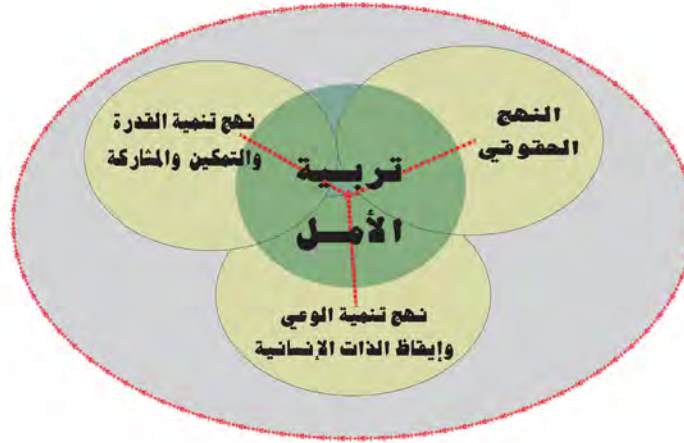 النهج
الحقوقي
نهج تنمية القدرة
والتمكين والمشاركة
تربية
الأمل
نهج تنمية الوعي
وإيقاظ الذات الإنسانية